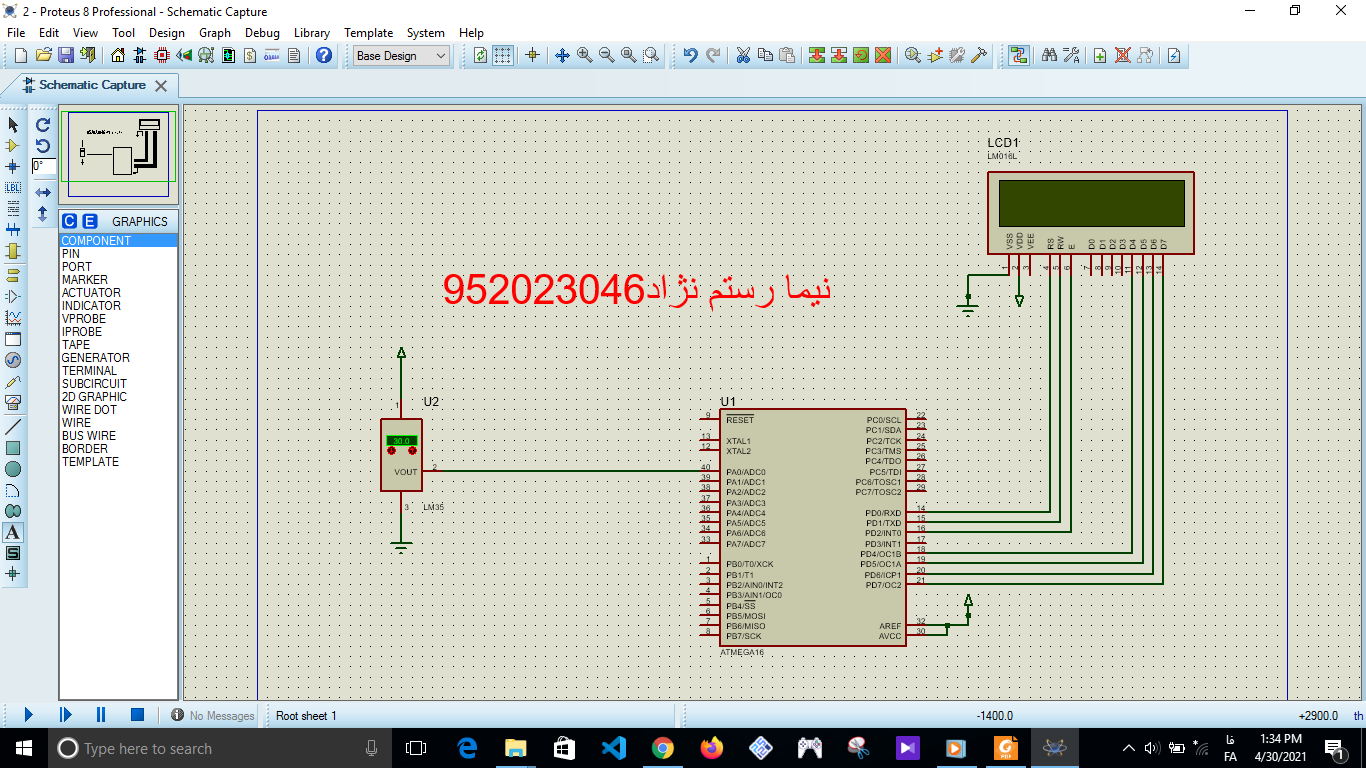 2 - Proteus 8 Professional - Schematic Capture
File Edit View Tool Design Graph Debug Library Template System Help
Base Design
Schematic Capture
0°
LBL
C E GRAPHICS
COMPONENT
PIN
PORT
MARKER
ACTUATOR
INDICATOR
VPROBE
IPROBE
TAPE
GENERATOR
TERMINAL
SUBCIRCUIT
2D GRAPHIC
WIRE DOT
WIRE
BUS WIRE
BORDER
TEMPLATE
A
S
LCD1
LM016L
VSS VDD VEE RS RW E D0 D1 D2 D3 D4 D5 D6 D7
1 2 3 4 5 6 7 8 9 10 11 12 13 14
نیما رستم نژاد952023046
U2
1
30.0
VOUT
2
3
LM35
U1
9 RESET
13 XTAL1
12 XTAL2
40 PA0/ADC0
39 PA1/ADC1
38 PA2/ADC2
37 PA3/ADC3
36 PA4/ADC4
35 PA5/ADC5
34 PA6/ADC6
33 PA7/ADC7
1 PB0/T0/XCK
2 PB1/T1
3 PB2/AIN0/INT2
4 PB3/AIN1/OC0
5 PB4/SS
6 PB5/MOSI
7 PB6/MISO
8 PB7/SCK
PC0/SCL 22
PC1/SDA 23
PC2/TCK 24
PC3/TMS 25
PC4/TDO 26
PC5/TDI 27
PC6/TOSC1 28
PC7/TOSC2 29
PD0/RXD 14
PD1/TXD 15
PD2/INT0 16
PD3/INT1 17
PD4/OC1B 18
PD5/OC1A 19
PD6/ICP1 20
PD7/OC2 21
AREF 32
AVCC 30
ATMEGA16
No Messages
Root sheet 1
-1400.0
+2900.0
th
Type here to search
فا
FA
1:34 PM
4/30/2021
1